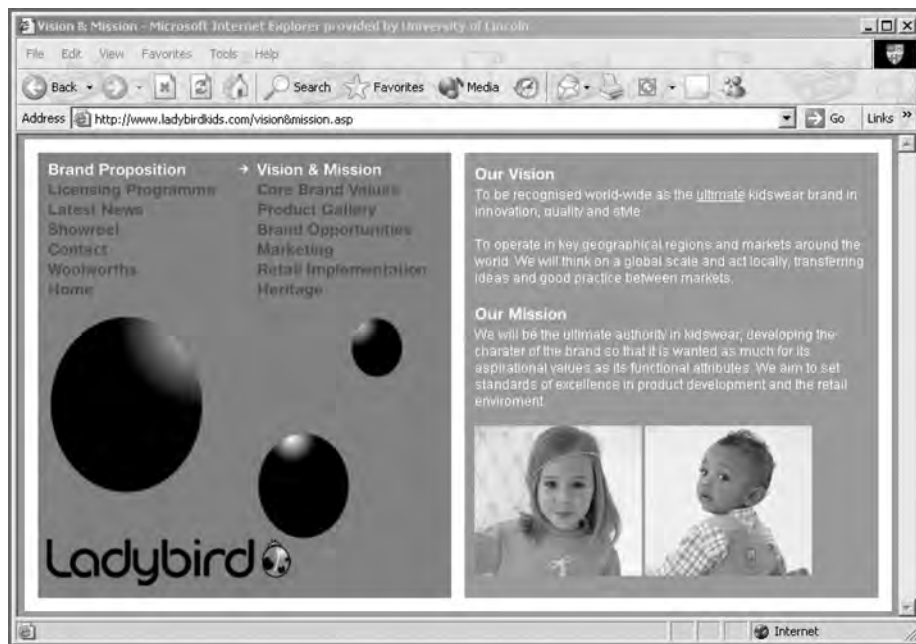 Vision & Mission - Microsoft Internet Explorer provided by University of Lincoln
File Edit View Favorites Tools Help
Back Search Favorites Media
Address http://www.ladybirdkids.com/vision&mission.asp Go Links »
Brand Proposition
Licensing Programme
Latest News
Showreel
Contact
Woolworths
Home
→ Vision & Mission
Core Brand Values
Product Gallery
Brand Opportunities
Marketing
Retail Implementation
Heritage
Ladybird
Our Vision
To be recognised world-wide as the ultimate kidswear brand in
innovation, quality and style
To operate in key geographical regions and markets around the
world. We will think on a global scale and act locally, transferring
ideas and good practice between markets.
Our Mission
We will be the ultimate authority in kidswear, developing the
charater of the brand so that it is wanted as much for its
aspirational values as its functional attributes. We aim to set
standards of excellence in product development and the retail
enviroment.
Internet